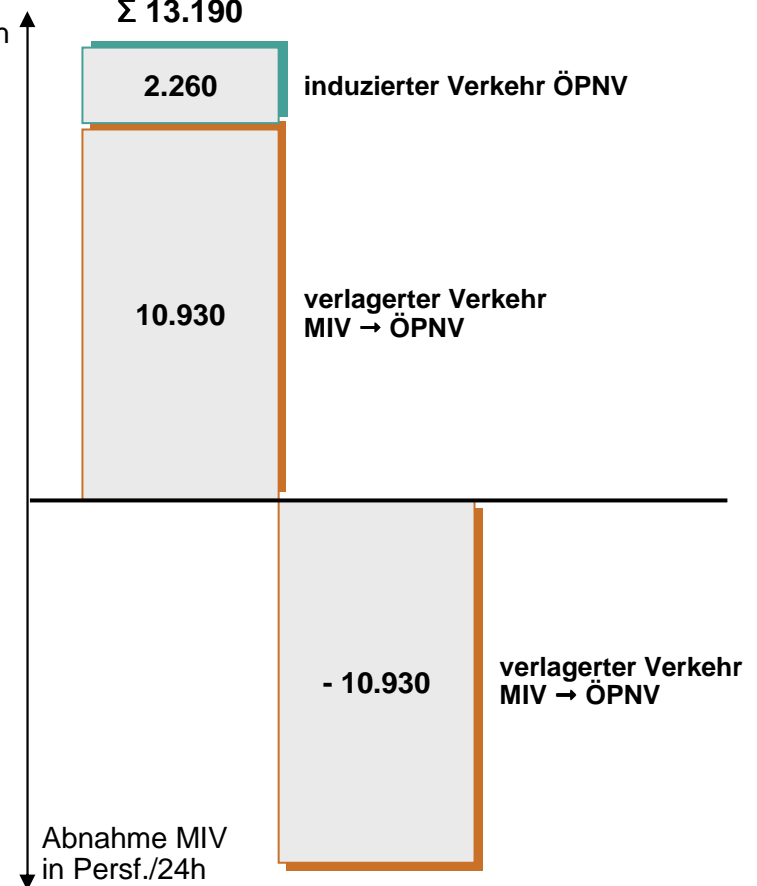 Σ 13.190
2.260
induzierter Verkehr ÖPNV
10.930
verlagerter Verkehr
MIV → ÖPNV
- 10.930
verlagerter Verkehr
MIV → ÖPNV
Abnahme MIV
in Persf./24h